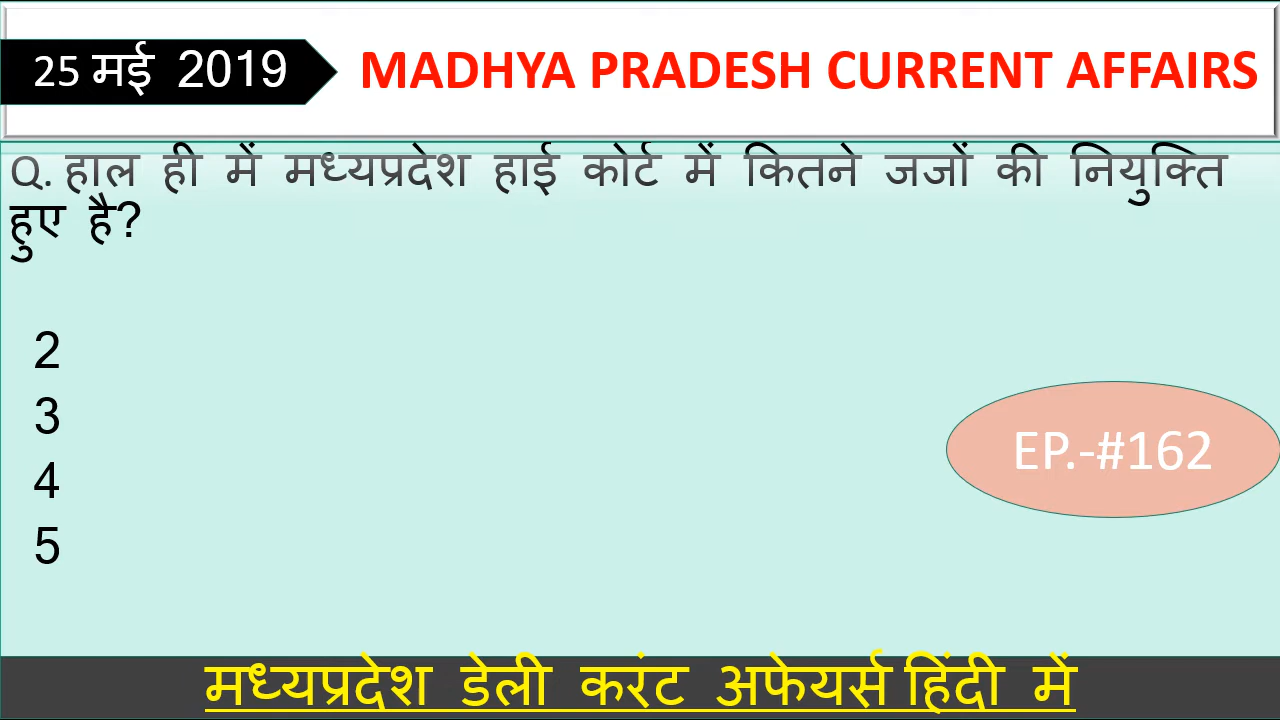 25 मई 2019
MADHYA PRADESH CURRENT AFFAIRS
Q. हाल ही में मध्यप्रदेश हाई कोर्ट में कितने जजों की नियुक्ति
हुए है?
2
3
4
5
EP.-#162
मध्यप्रदेश डेली करंट अफेयर्स हिंदी में